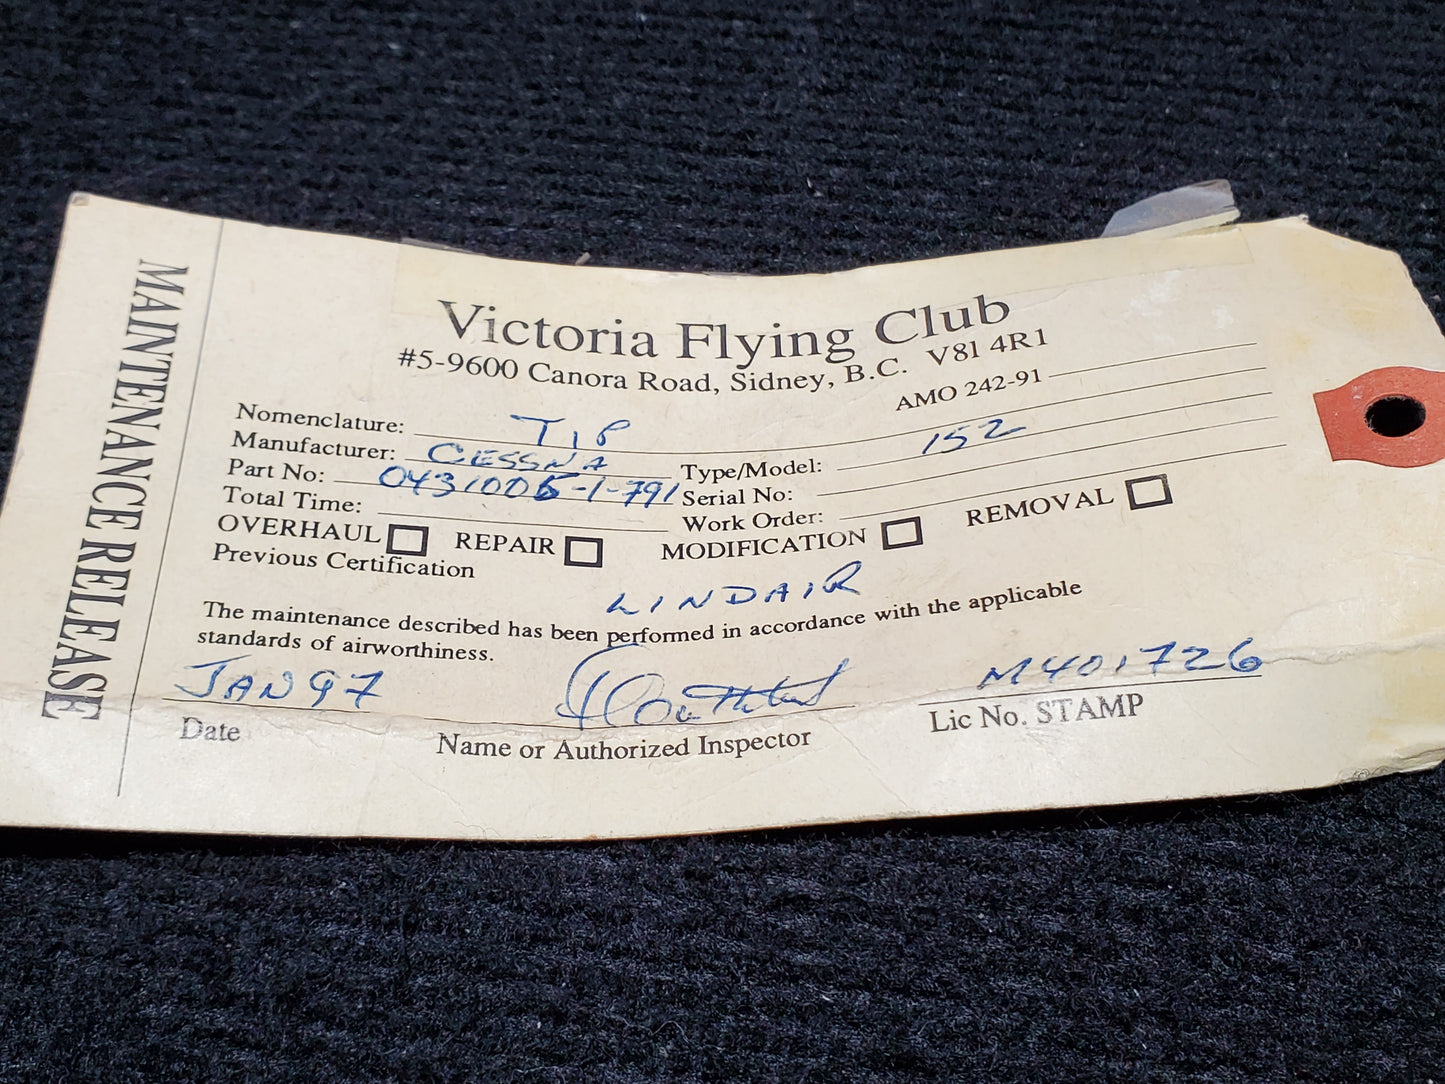 MAINTENANCE RELEASE
Victoria Flying Club
#5-9600 Canora Road, Sidney, B.C. V8l 4R1
AMO 242-91
Nomenclature: TIP
Manufacturer: CESSNA Type/Model: 152
Part No: 0431005-1-791 Serial No:
Total Time: Work Order:
OVERHAUL REPAIR MODIFICATION REMOVAL
Previous Certification
LINDAIR
The maintenance described has been performed in accordance with the applicable
standards of airworthiness.
JAN 97 M401726
Date Name or Authorized Inspector Lic No. STAMP